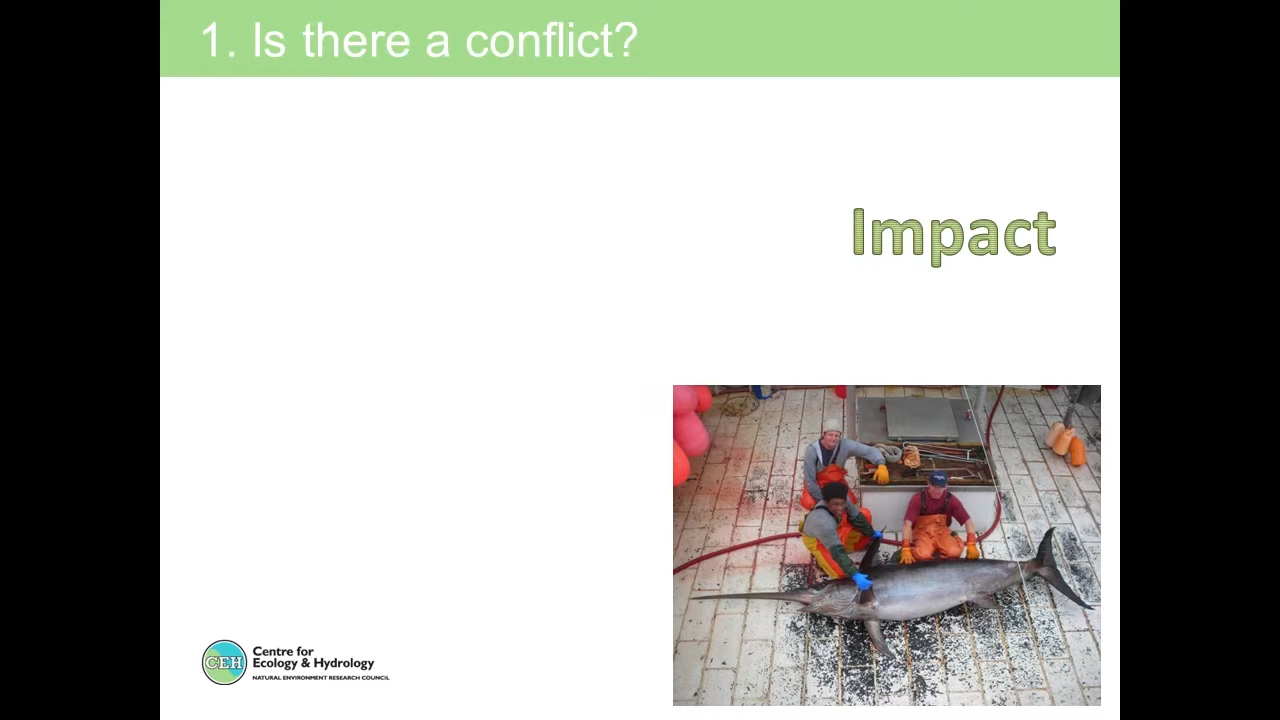 1. Is there a conflict?
Impact
CEH
Centre for
Ecology & Hydrology
NATURAL ENVIRONMENT RESEARCH COUNCIL